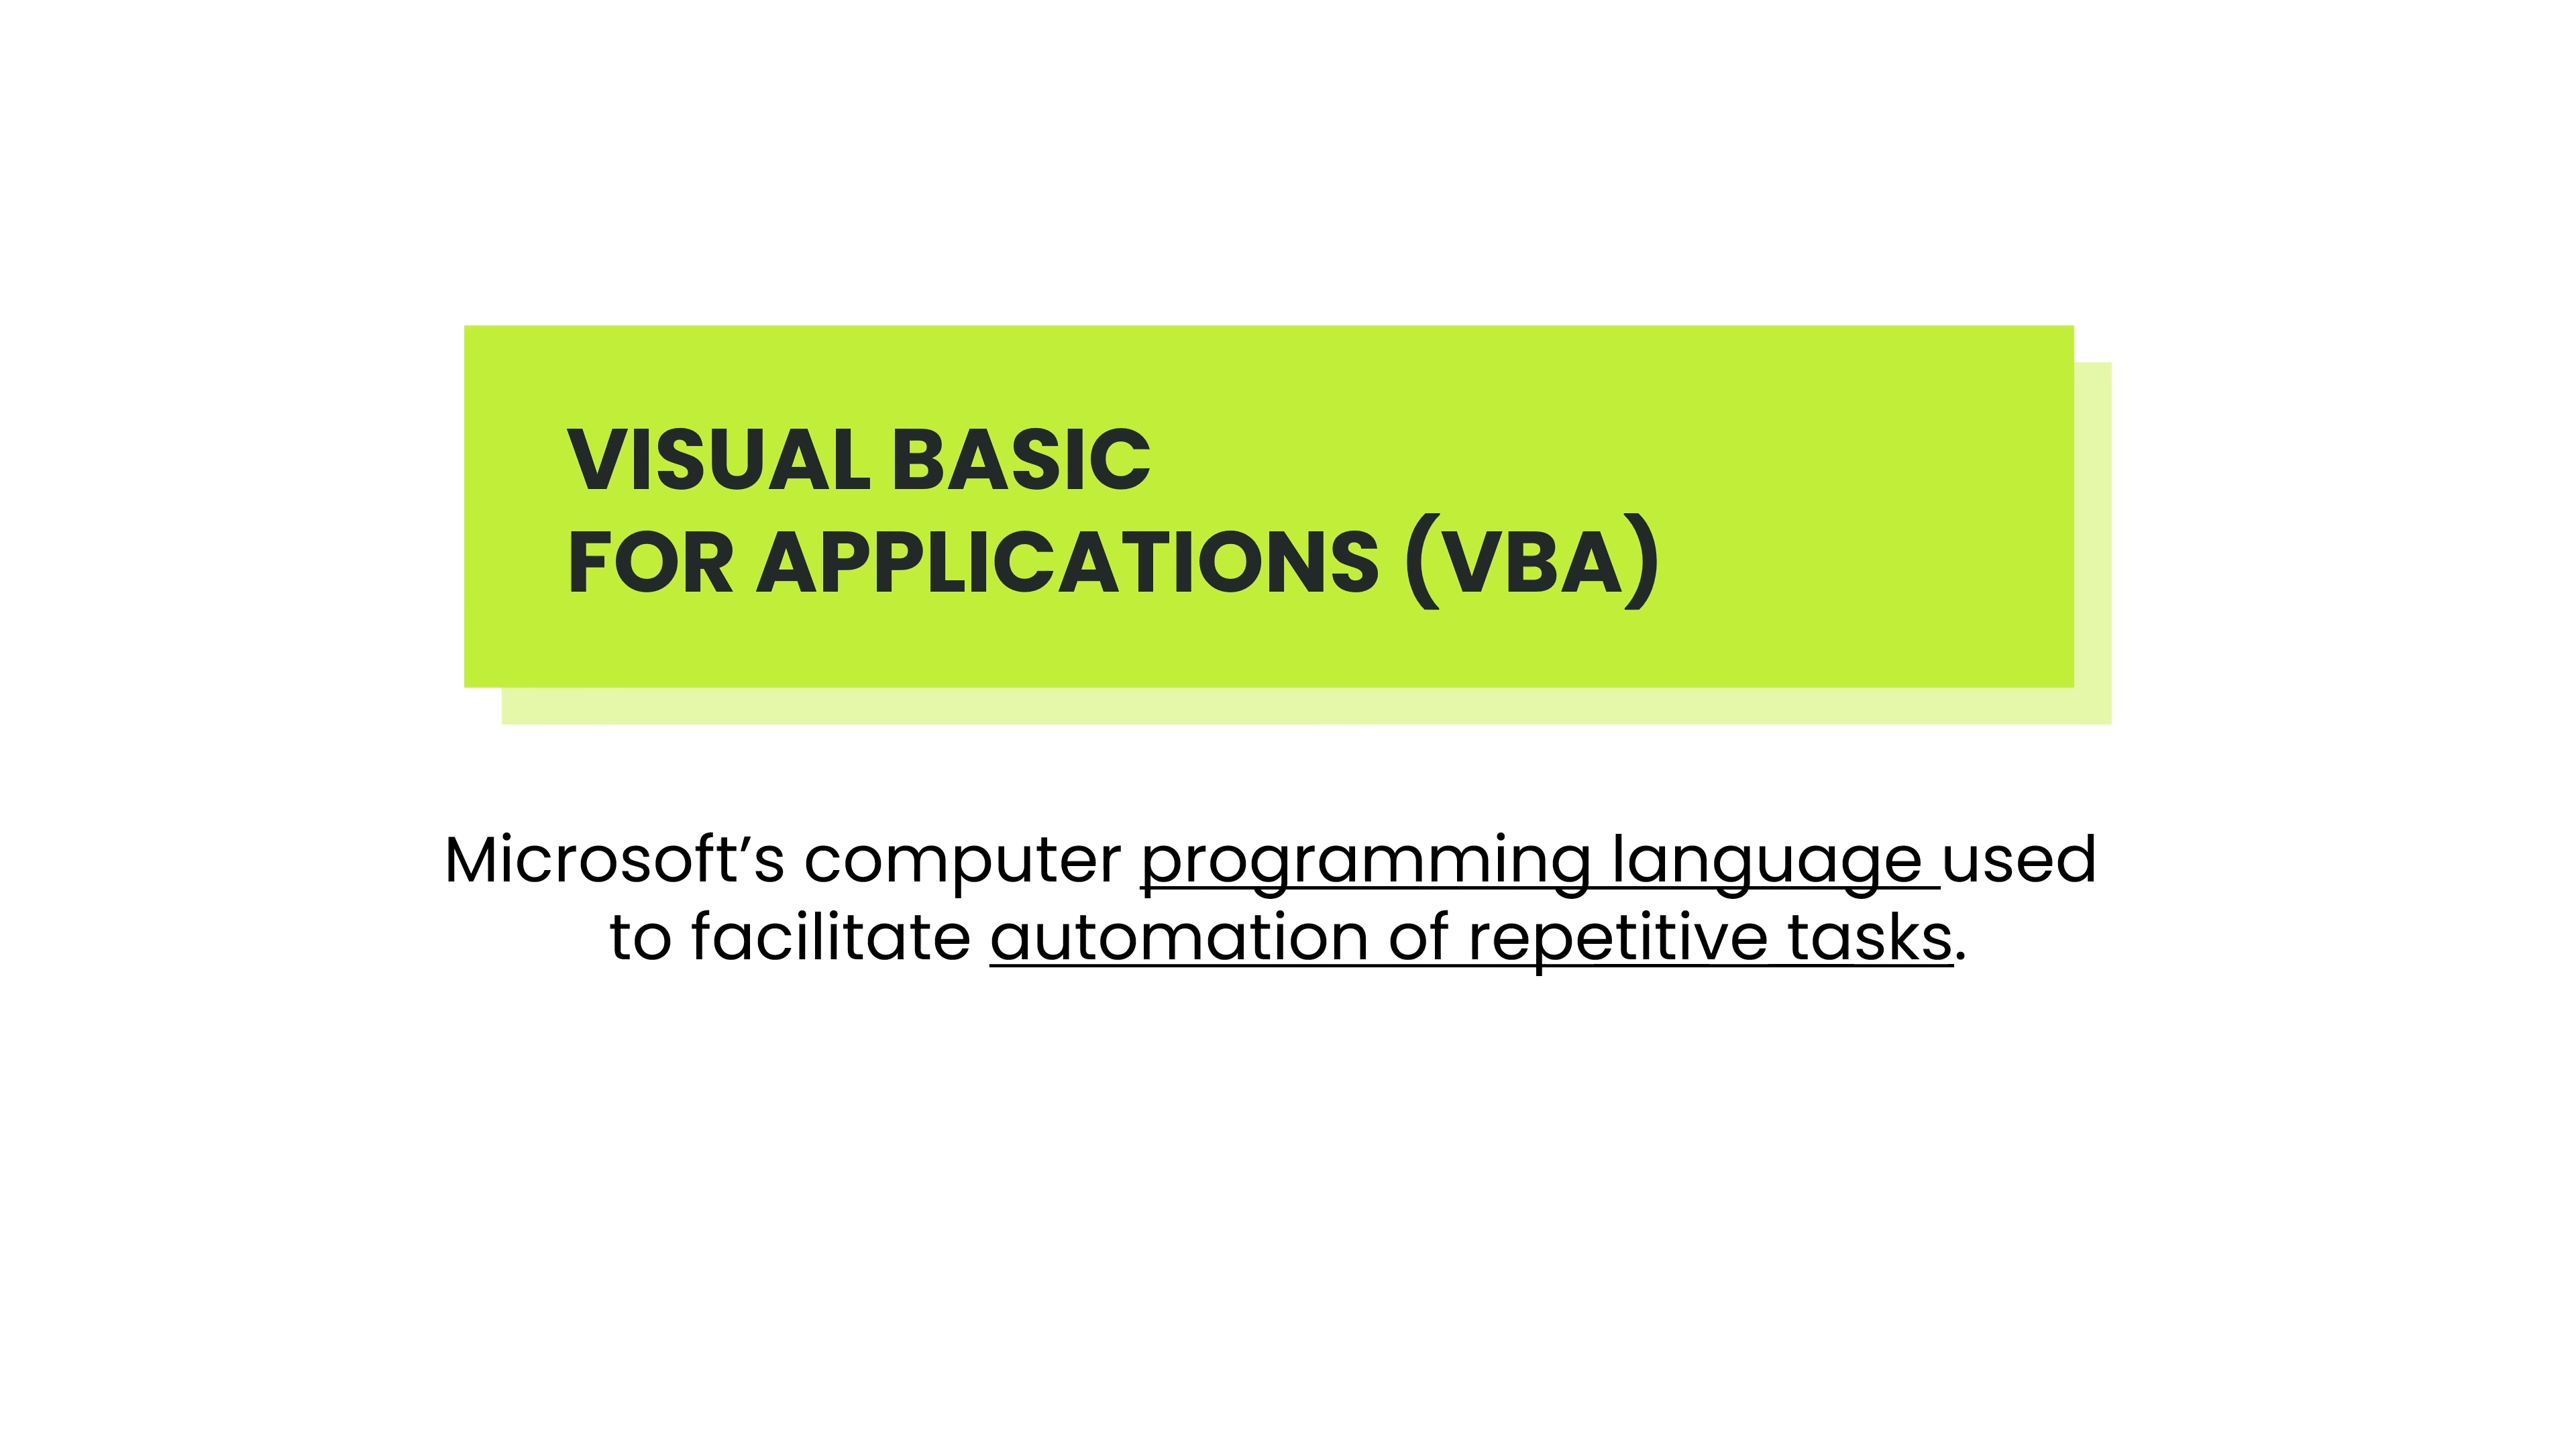 VISUAL BASIC
FOR APPLICATIONS (VBA)
Microsoft’s computer programming language used
to facilitate automation of repetitive tasks.